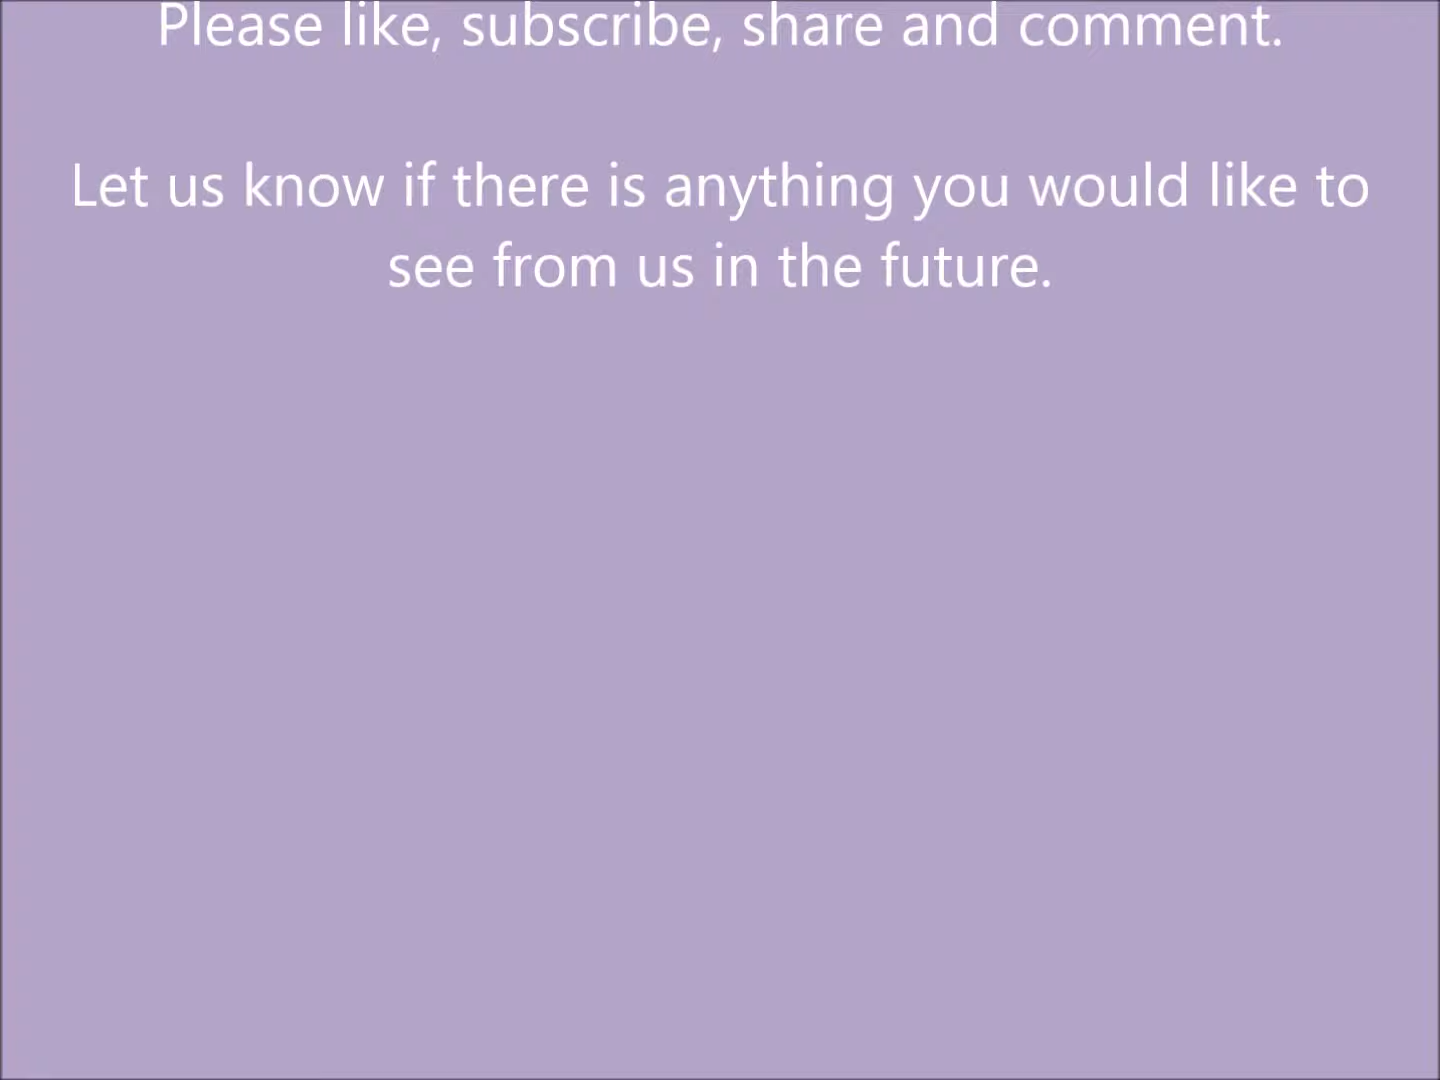 Please like, subscribe, share and comment.
Let us know if there is anything you would like to
see from us in the future.